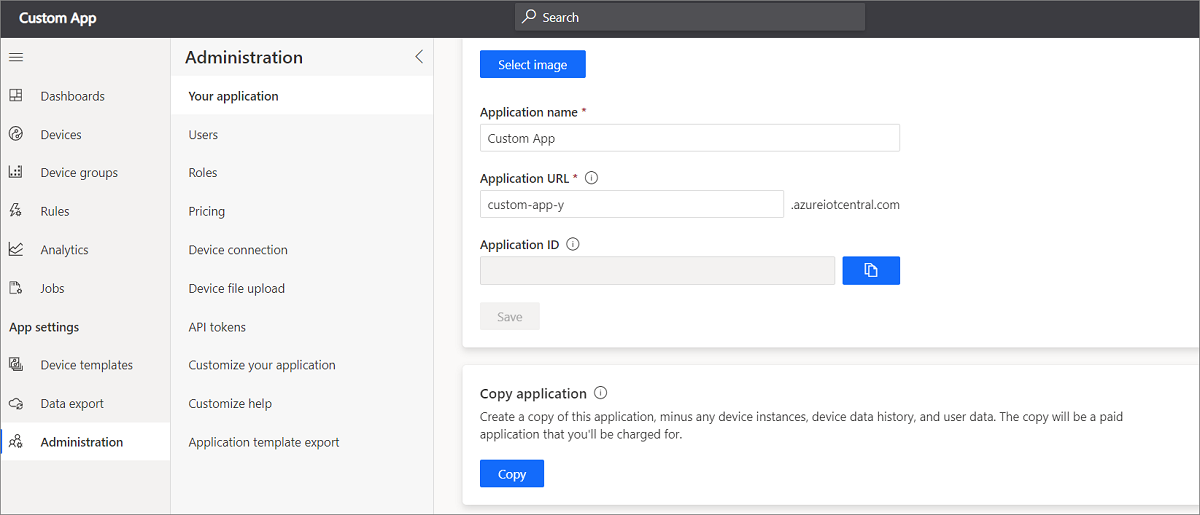 Custom App
Search
Dashboards
Devices
Device groups
Rules
Analytics
Jobs
App settings
Device templates
Data export
Administration
Administration
Your application
Users
Roles
Pricing
Device connection
Device file upload
API tokens
Customize your application
Customize help
Application template export
Select image
Application name *
Custom App
Application URL *
custom-app-y .azureiotcentral.com
Application ID
Save
Copy application
Create a copy of this application, minus any device instances, device data history, and user data. The copy will be a paid
application that you'll be charged for.
Copy